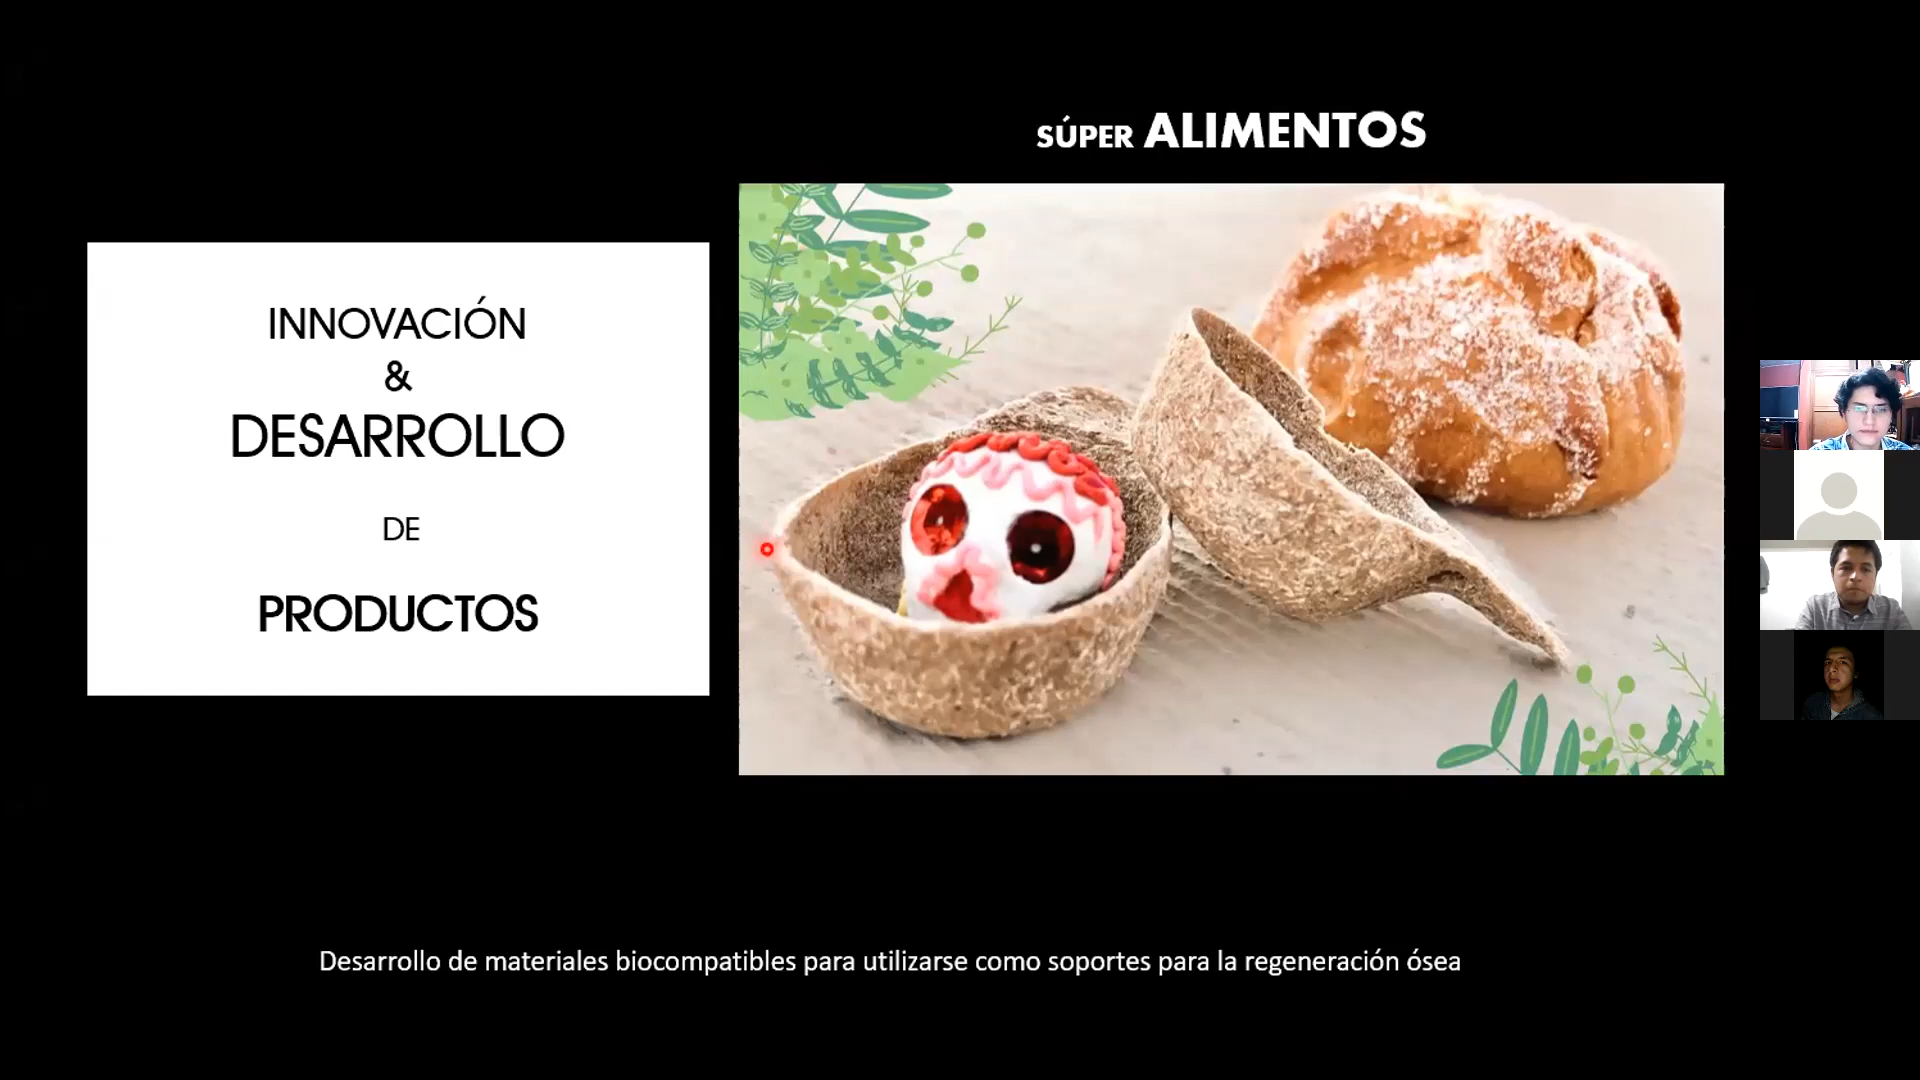 SÚPER ALIMENTOS
INNOVACIÓN
&
DESARROLLO
DE
PRODUCTOS
Desarrollo de materiales biocompatibles para utilizarse como soportes para la regeneración ósea